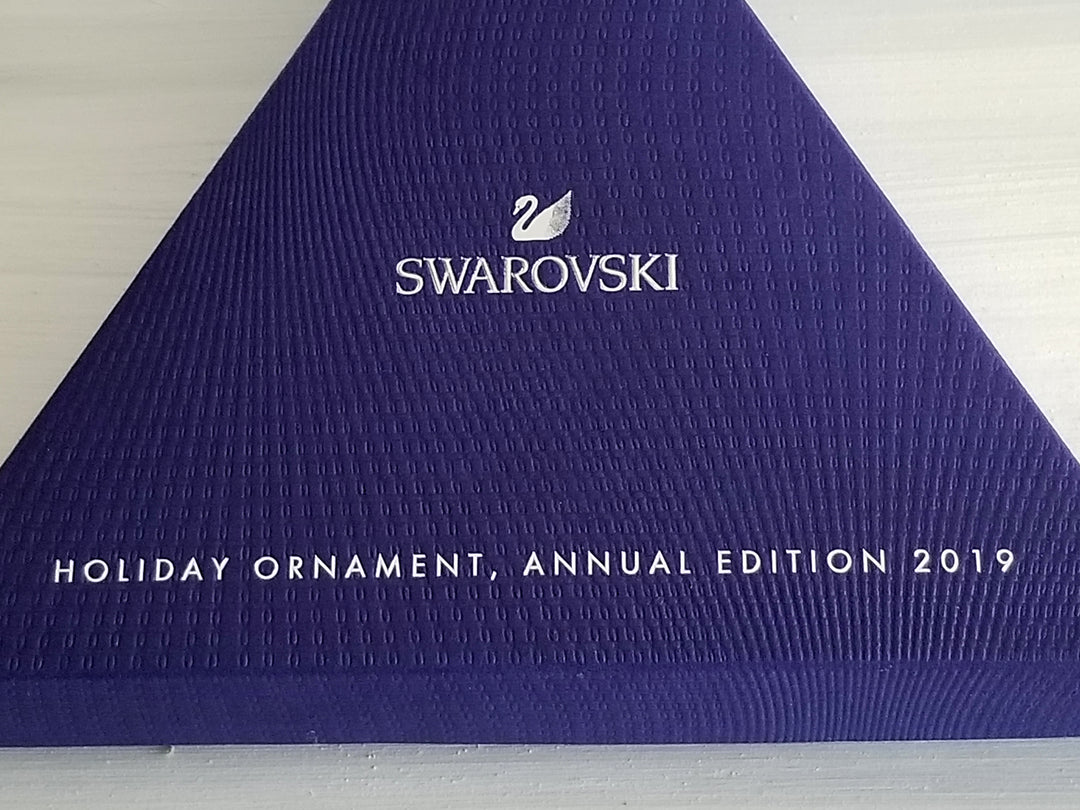 SWAROVSKI
HOLIDAY ORNAMENT, ANNUAL EDITION 2019